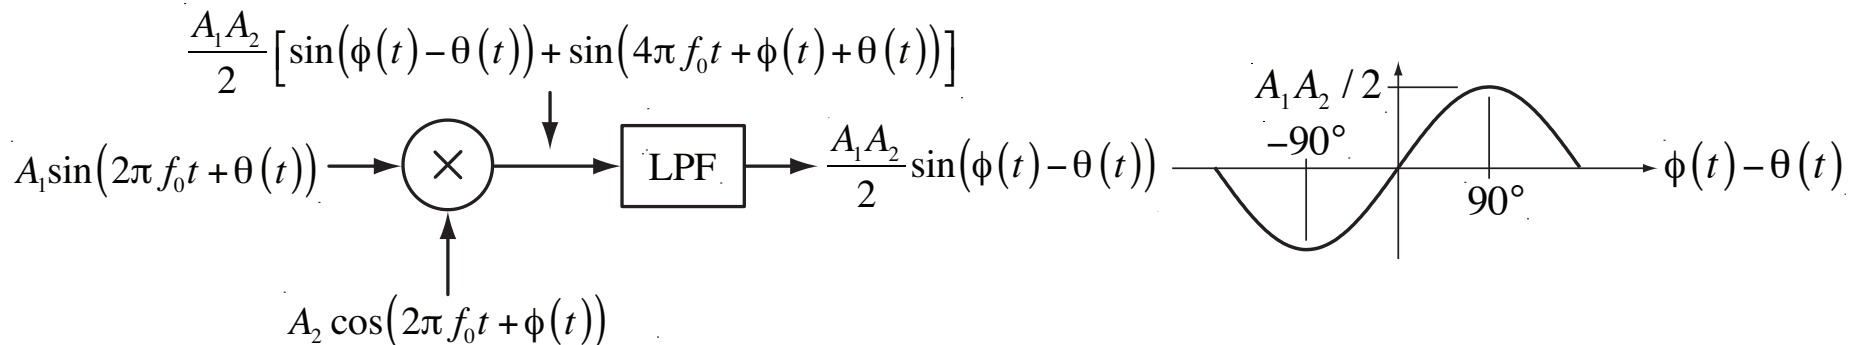 A₁A₂/2 [sin(ϕ(t)−θ(t))+sin(4π f₀t+ϕ(t)+θ(t))]
A₁sin(2π f₀t+θ(t))
×
LPF
A₁A₂/2 sin(ϕ(t)−θ(t))
A₂ cos(2π f₀t+ϕ(t))
A₁A₂ / 2
−90°
90°
ϕ(t)−θ(t)